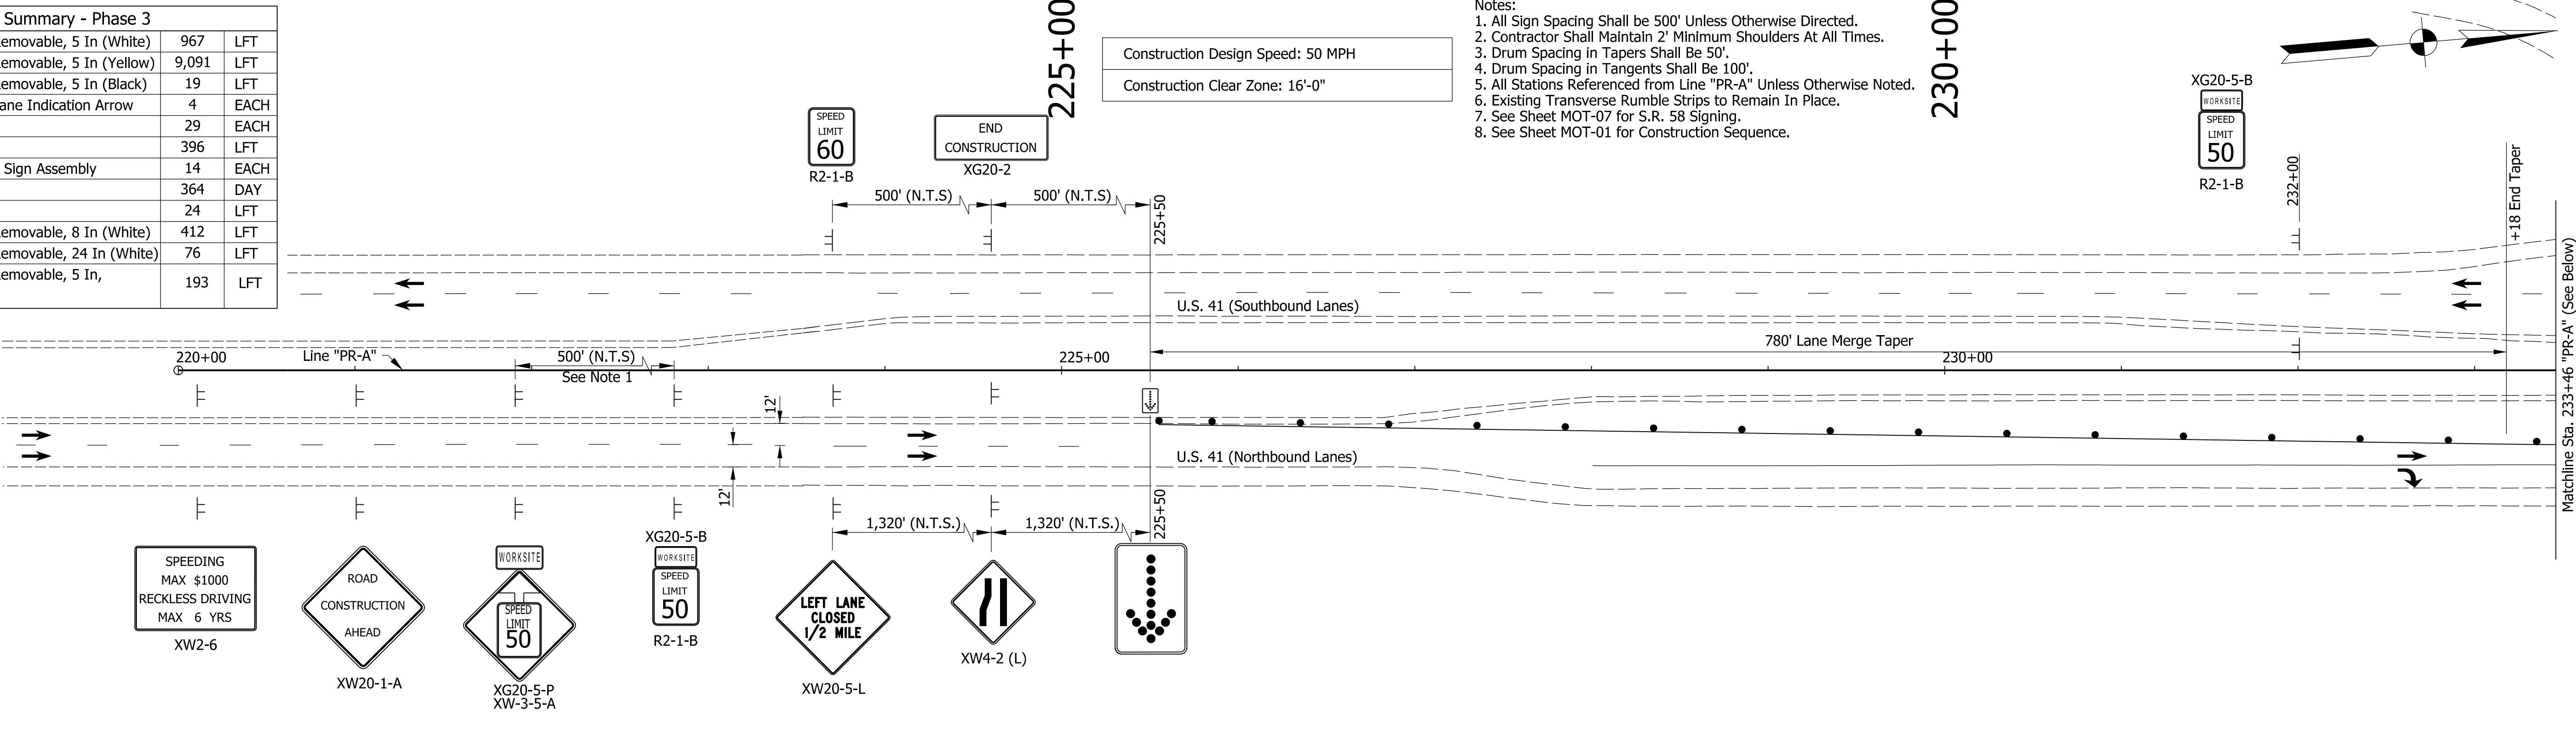 Summary - Phase 3
emovable, 5 In (White) 967 LFT
emovable, 5 In (Yellow) 9,091 LFT
emovable, 5 In (Black) 19 LFT
ane Indication Arrow 4 EACH
29 EACH
396 LFT
Sign Assembly 14 EACH
364 DAY
24 LFT
emovable, 8 In (White) 412 LFT
emovable, 24 In (White) 76 LFT
emovable, 5 In, 193 LFT
225+00
Construction Design Speed: 50 MPH
Construction Clear Zone: 16'-0"
Notes:
1. All Sign Spacing Shall be 500' Unless Otherwise Directed.
2. Contractor Shall Maintain 2' Minimum Shoulders At All Times.
3. Drum Spacing in Tapers Shall Be 50'.
4. Drum Spacing in Tangents Shall Be 100'.
5. All Stations Referenced from Line "PR-A" Unless Otherwise Noted.
6. Existing Transverse Rumble Strips to Remain In Place.
7. See Sheet MOT-07 for S.R. 58 Signing.
8. See Sheet MOT-01 for Construction Sequence.
230+00
SPEED
LIMIT
60
R2-1-B
END
CONSTRUCTION
XG20-2
XG20-5-B
WORKSITE
SPEED
LIMIT
50
R2-1-B
500' (N.T.S)
500' (N.T.S)
225+50
232+00
+18 End Taper
U.S. 41 (Southbound Lanes)
780' Lane Merge Taper
220+00
Line "PR-A"
500' (N.T.S)
See Note 1
225+00
230+00
Matchline Sta. 233+46 "PR-A" (See Below)
12'
12'
U.S. 41 (Northbound Lanes)
1,320' (N.T.S.)
1,320' (N.T.S.)
225+50
SPEEDING
MAX $1000
RECKLESS DRIVING
MAX 6 YRS
XW2-6
ROAD
CONSTRUCTION
AHEAD
XW20-1-A
WORKSITE
SPEED
LIMIT
50
XG20-5-P
XW-3-5-A
XG20-5-B
WORKSITE
SPEED
LIMIT
50
R2-1-B
LEFT LANE
CLOSED
1/2 MILE
XW20-5-L
XW4-2 (L)